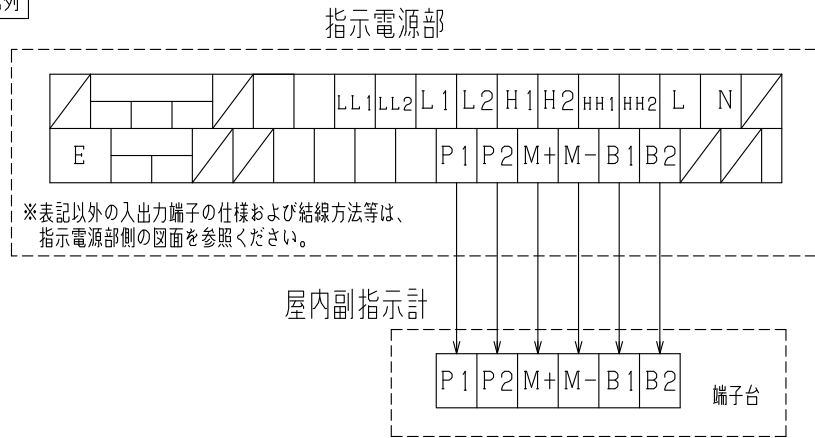 指示電源部
LL1 LL2 L1 L2 H1 H2 HH1 HH2 L N
E P1 P2 M+ M- B1 B2
※表記以外の入出力端子の仕様および結線方法等は、
指示電源部側の図面を参照ください。
屋内副指示計
P1 P2 M+ M- B1 B2
端子台